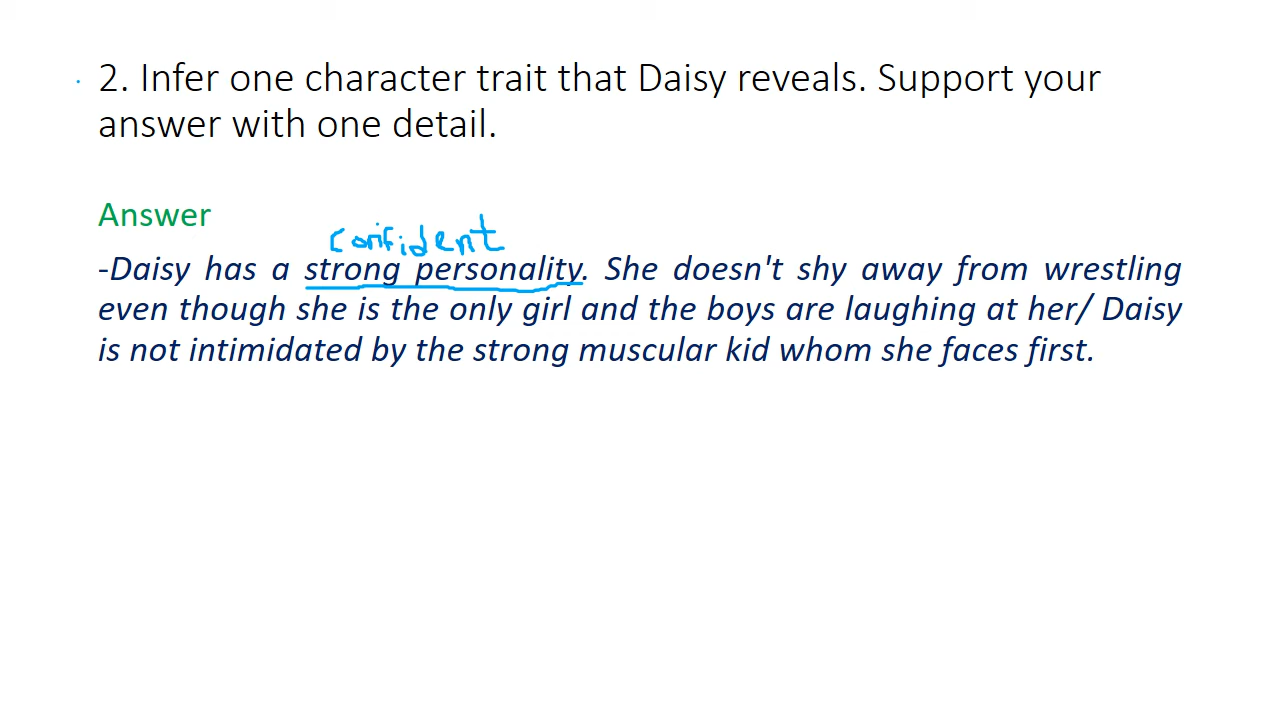 2. Infer one character trait that Daisy reveals. Support your
answer with one detail.
Answer
confident
-Daisy has a strong personality. She doesn't shy away from wrestling
even though she is the only girl and the boys are laughing at her/ Daisy
is not intimidated by the strong muscular kid whom she faces first.